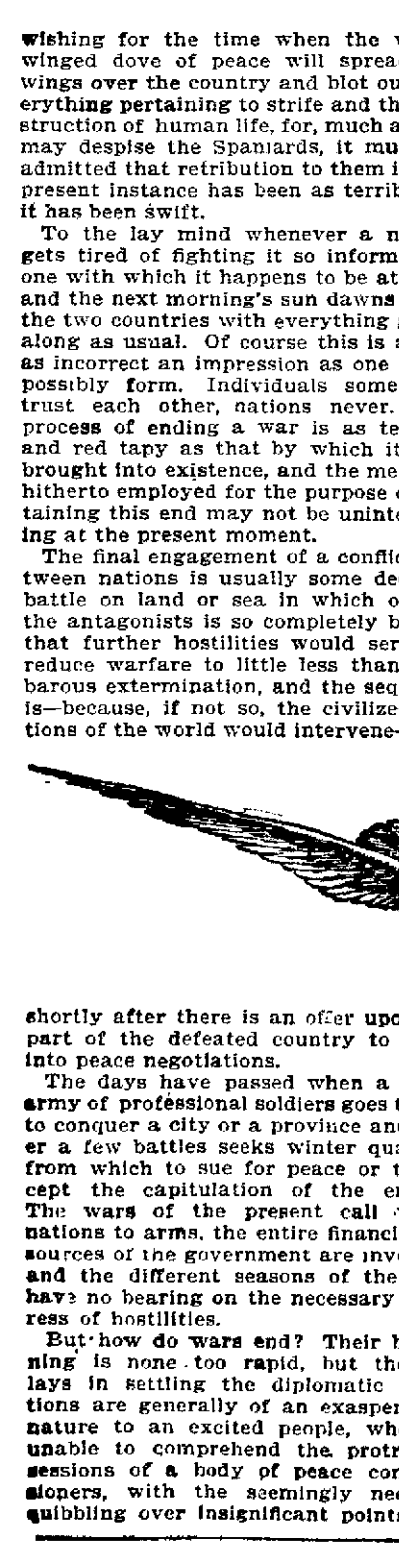 wishing for the time when the
winged dove of peace will sprea
wings over the country and blot ou
erything pertaining to strife and th
struction of human life, for, much a
may despise the Spaniards, it mu
admitted that retribution to them i
present instance has been as terrib
it has been swift.
To the lay mind whenever a n
gets tired of fighting it so inform
one with which it happens to be at
and the next morning's sun dawns
the two countries with everything
along as usual. Of course this is a
as incorrect an impression as one
possibly form. Individuals some
trust each other, nations never.
process of ending a war is as te
and red tapy as that by which it
brought into existence, and the me
hitherto employed for the purpose o
taining this end may not be uninte
ing at the present moment.
The final engagement of a conflic
tween nations is usually some de
battle on land or sea in which o
the antagonists is so completely b
that further hostilities would ser
reduce warfare to little less than
barous extermination, and the seq
is—because, if not so, the civilize
tions of the world would intervene—
shortly after there is an offer upo
part of the defeated country to
into peace negotiations.
The days have passed when a
army of professional soldiers goes t
to conquer a city or a province an
er a few battles seeks winter qua
from which to sue for peace or t
cept the capitulation of the en
The wars of the present call
nations to arms, the entire financi
sources of the government are inv
and the different seasons of the
have no bearing on the necessary
ress of hostilities.
But how do wars end? Their b
ning is none too rapid, but the
lays in settling the diplomatic
tions are generally of an exasper
nature to an excited people, wh
unable to comprehend the protr
sessions of a body of peace com
sioners, with the seemingly nee
quibbling over insignificant point